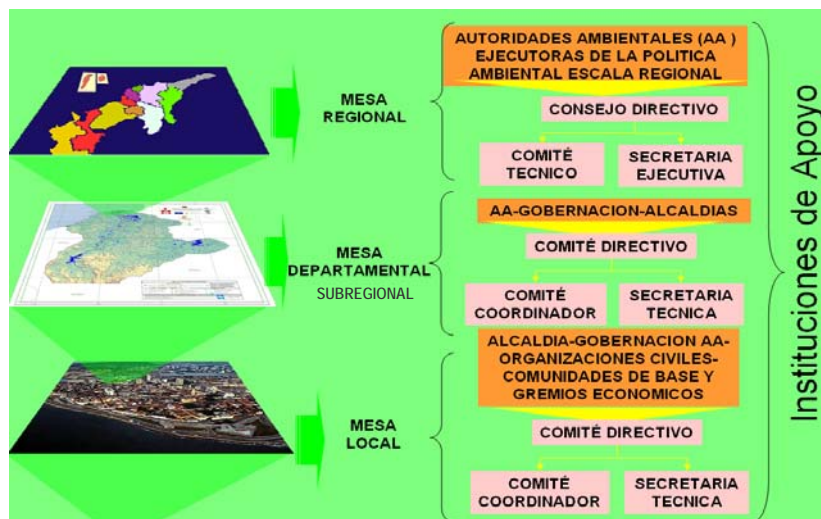 AUTORIDADES AMBIENTALES (AA )
EJECUTORAS DE LA POLITICA
AMBIENTAL ESCALA REGIONAL
MESA
REGIONAL
CONSEJO DIRECTIVO
COMITÉ
TECNICO
SECRETARIA
EJECUTIVA
AA-GOBERNACION-ALCALDIAS
MESA
DEPARTAMENTAL
SUBREGIONAL
COMITÉ DIRECTIVO
COMITÉ
COORDINADOR
SECRETARIA
TECNICA
ALCALDIA-GOBERNACION AA-
ORGANIZACIONES CIVILES-
COMUNIDADES DE BASE Y
GREMIOS ECONOMICOS
MESA
LOCAL
COMITÉ DIRECTIVO
COMITÉ
COORDINADOR
SECRETARIA
TECNICA
Instituciones de Apoyo